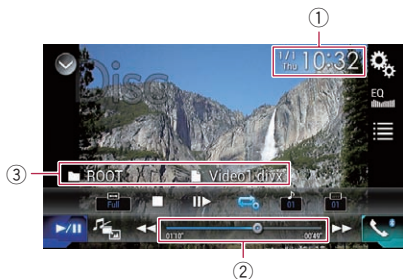 ①
1/1
Thu
10:32
Disc
EQ
③
ROOT
Video1.divx
Full
01
01
01'10"
00'49"
②